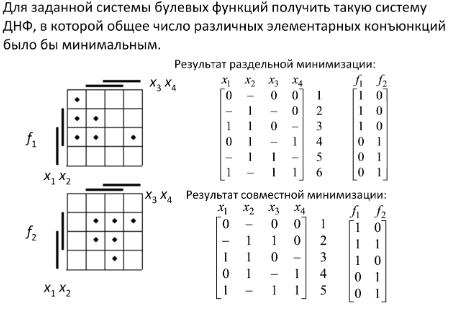 Для заданной системы булевых функций получить такую систему
ДНФ, в которой общее число различных элементарных конъюнкций
было бы минимальным.
Результат раздельной минимизации:
x3 x4
x1 x2 x3 x4 f1 f2
0 – 0 0 1 1 0
– 1 – 0 2 1 0
1 1 0 – 3 1 0
f1
0 1 – 1 4 0 1
– 1 1 – 5 0 1
1 – 1 1 6 0 1
x1 x2
x3 x4
Результат совместной минимизации:
x1 x2 x3 x4 f1 f2
0 – 0 0 1 1 0
– 1 1 0 2 1 1
f2
1 1 0 – 3 1 0
0 1 – 1 4 0 1
1 – 1 1 5 0 1
x1 x2